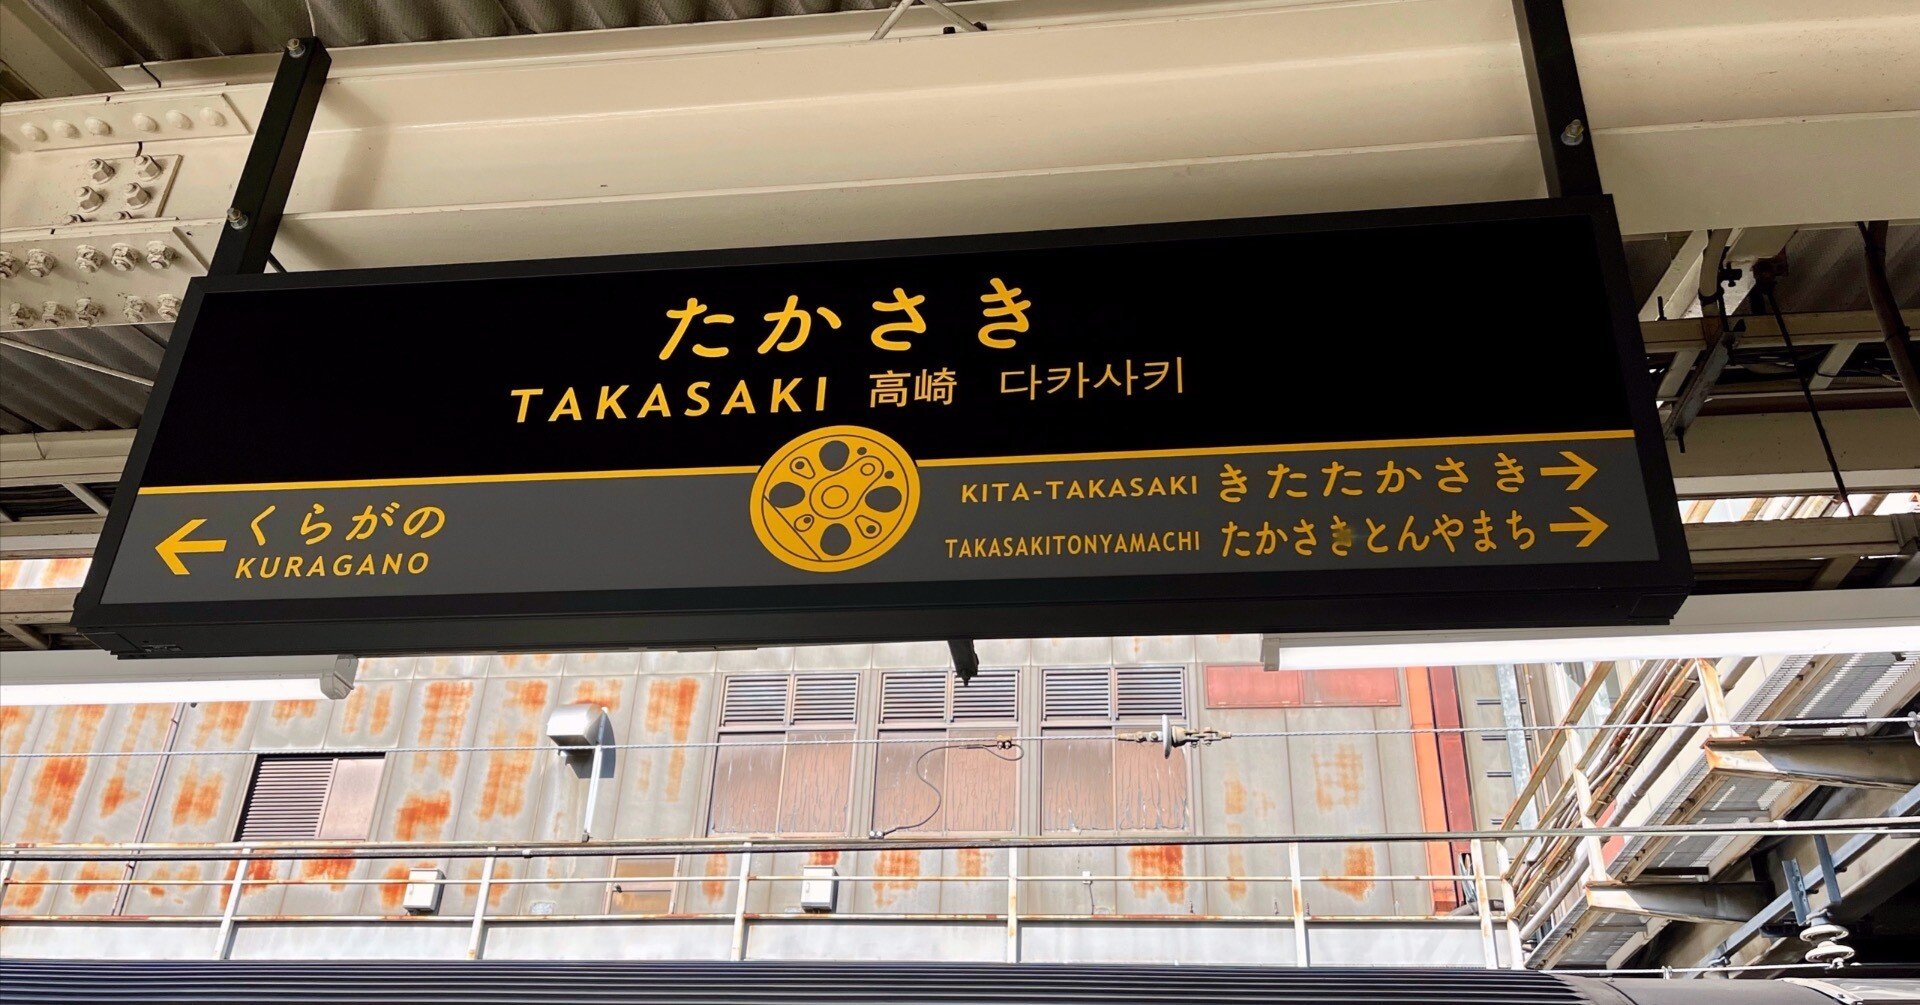 たかさき
TAKASAKI 高崎 다카사키
← くらがの
KURAGANO
KITA-TAKASAKI きたたかさき →
TAKASAKITONYAMACHI たかさきとんやまち →